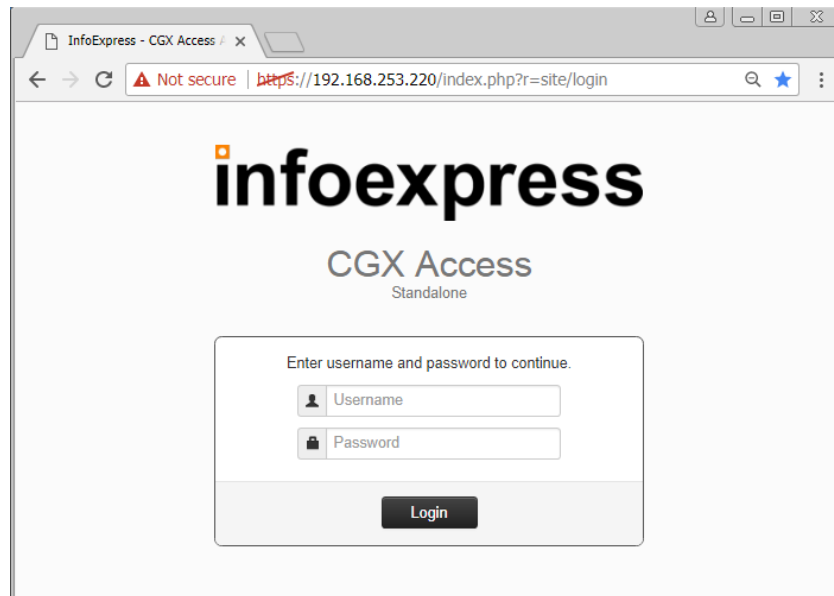 InfoExpress - CGX Access A
Not secure | https://192.168.253.220/index.php?r=site/login
infoexpress
CGX Access
Standalone
Enter username and password to continue.
Username
Password
Login